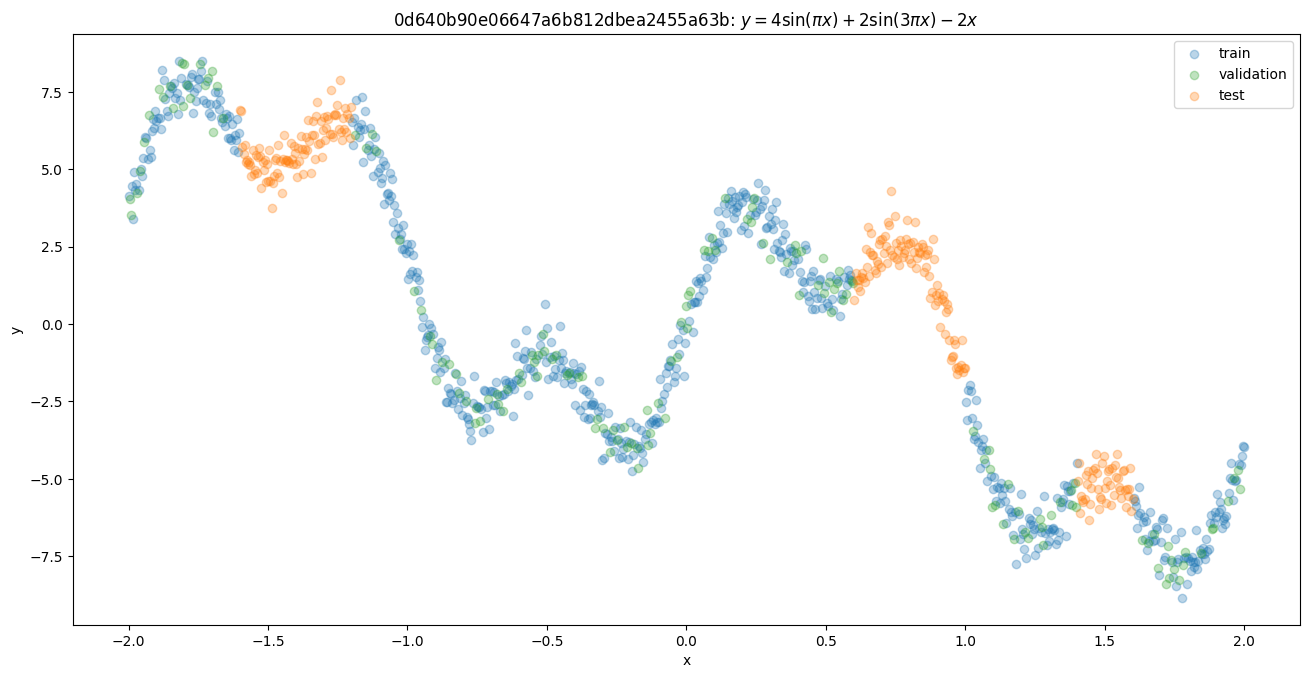 0d640b90e06647a6b812dbea2455a63b: y = 4sin(πx) + 2sin(3πx) − 2x
train
validation
test
7.5
5.0
2.5
0.0
−2.5
−5.0
−7.5
y
−2.0 −1.5 −1.0 −0.5 0.0 0.5 1.0 1.5 2.0
x